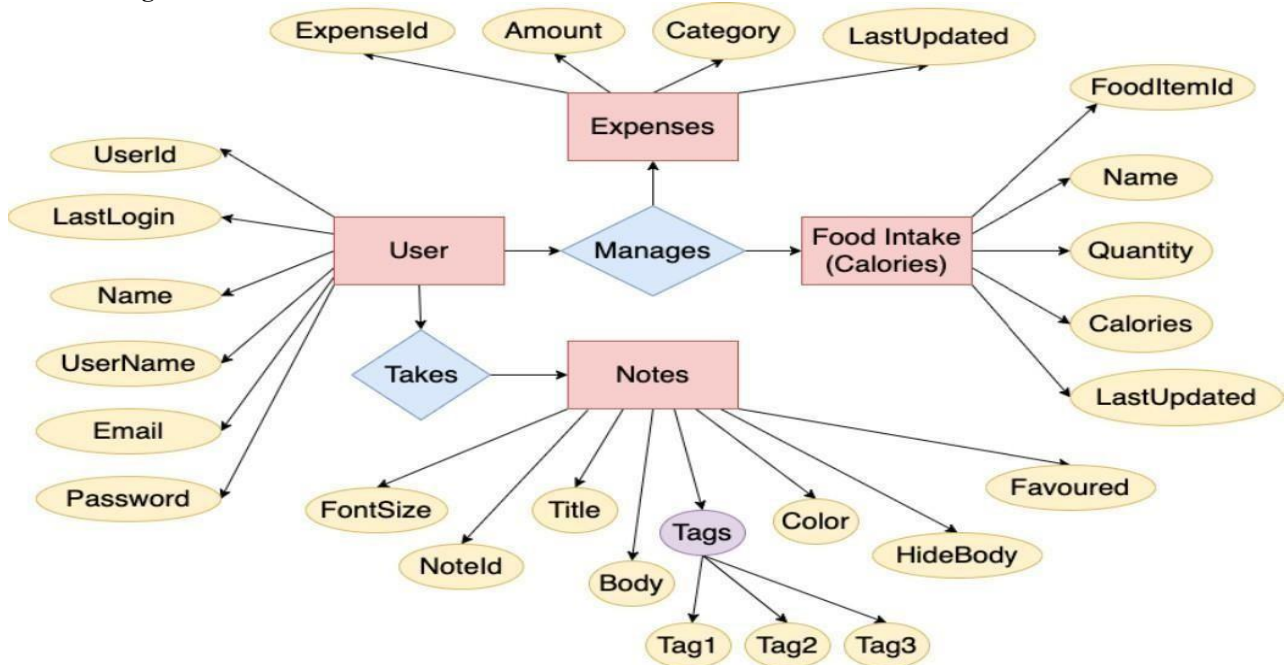 ExpenseId
Amount
Category
LastUpdated
FoodItemId
Expenses
UserId
Name
LastLogin
User
Manages
Food Intake
(Calories)
Quantity
Name
Calories
UserName
Takes
Notes
LastUpdated
Email
Password
FontSize
Title
Favoured
Tags
Color
NoteId
HideBody
Body
Tag1
Tag2
Tag3